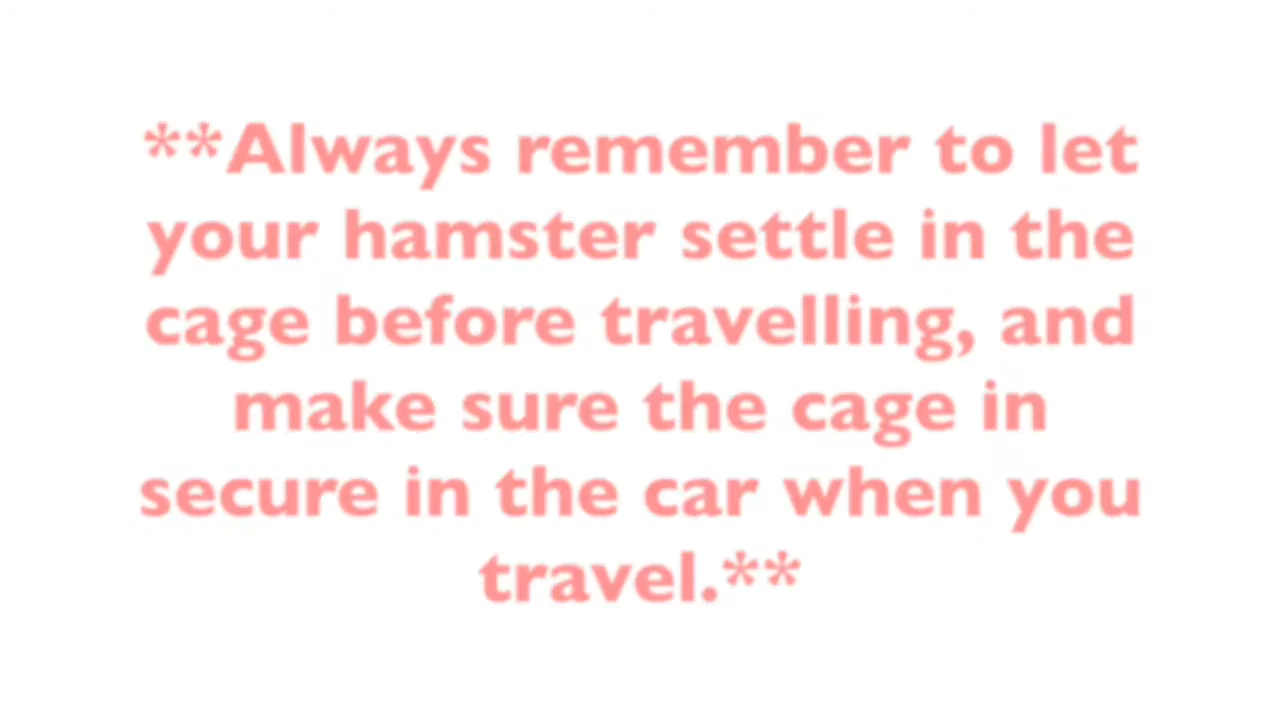 **Always remember to let
your hamster settle in the
cage before travelling, and
make sure the cage in
secure in the car when you
travel.**